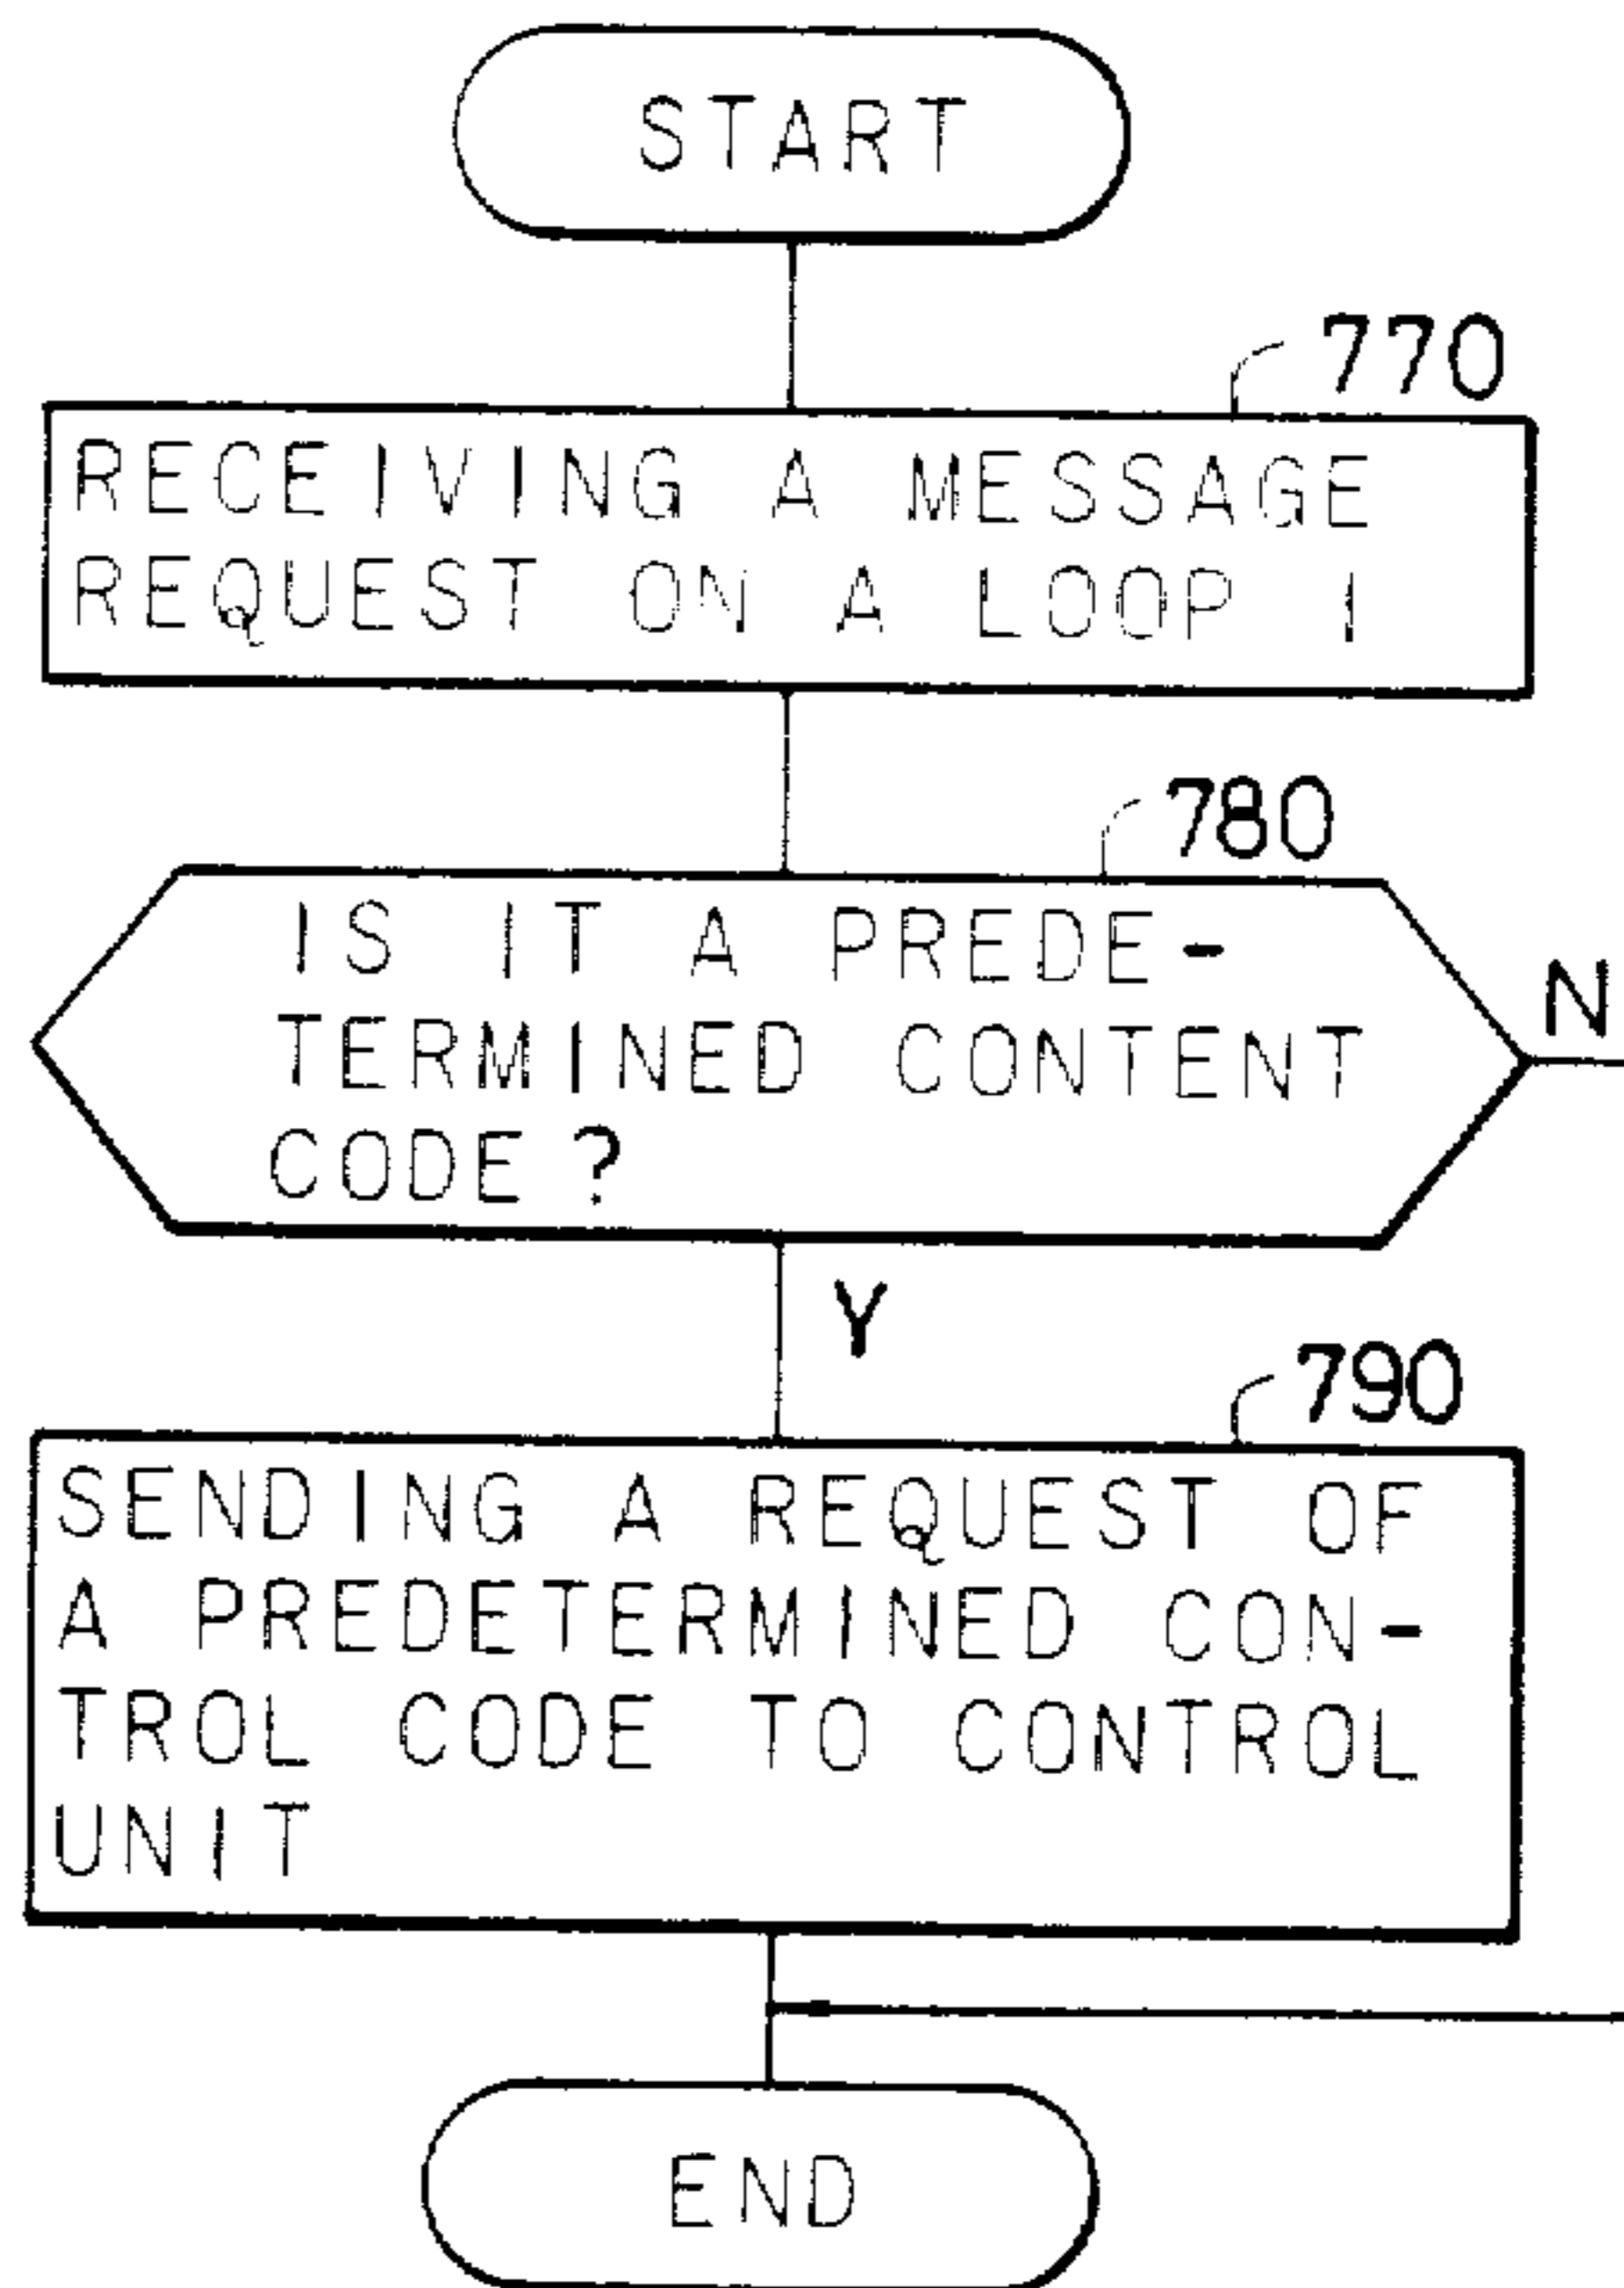 START
770
RECEIVING A MESSAGE
REQUEST ON A LOOP 1
780
IS IT A PREDE-
TERMINED CONTENT
CODE?
N
Y
790
SENDING A REQUEST OF
A PREDETERMINED CON-
TROL CODE TO CONTROL
UNIT
END